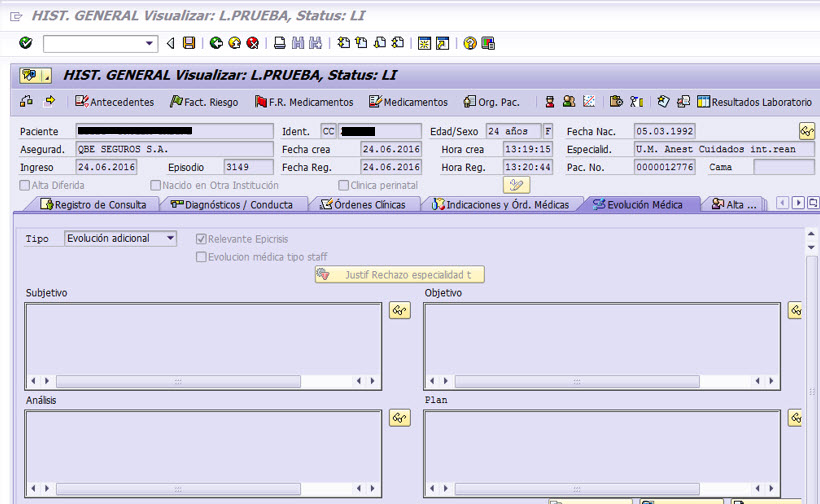 HIST. GENERAL Visualizar: L.PRUEBA, Status: LI
HIST. GENERAL Visualizar: L.PRUEBA, Status: LI
Antecedentes Fact. Riesgo F.R. Medicamentos Medicamentos Org. Pac. Resultados Laboratorio
Paciente Ident. CC Edad/Sexo 24 años F Fecha Nac. 05.03.1992
Asegurad. QBE SEGUROS S.A. Fecha crea 24.06.2016 Hora crea 13:19:15 Especialid. U.M. Anest Cuidados int.rean
Ingreso 24.06.2016 Episodio 3149 Fecha Reg. 24.06.2016 Hora Reg. 13:20:44 Pac. No. 0000012776 Cama
Alta Diferida Nacido en Otra Institución Clinica perinatal
Registro de Consulta Diagnósticos / Conducta Órdenes Clínicas Indicaciones y Órd. Médicas Evolución Médica Alta ...
Tipo Evolución adicional Relevante Epicrisis
Evolucion médica tipo staff
Justif Rechazo especialidad t
Subjetivo Objetivo
Análisis Plan